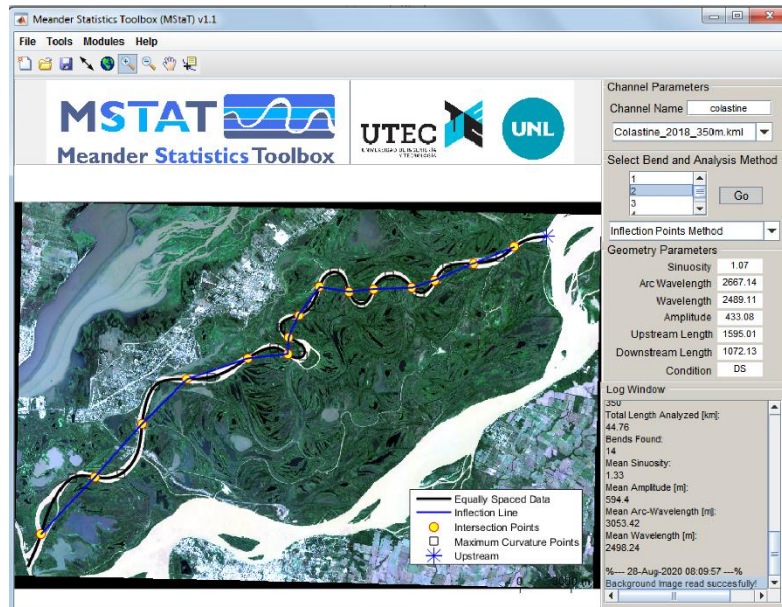 Meander Statistics Toolbox (MStaT) v1.1
File Tools Modules Help
MSTAT
Meander Statistics Toolbox
UTEC
UNIVERSIDAD DE INGENIERÍA
Y TECNOLOGÍA
UNL
Channel Parameters
Channel Name colastine
Colastine_2018_350m.kml
Select Bend and Analysis Method
1
2
3
Go
Inflection Points Method
Geometry Parameters
Sinuosity 1.07
Arc Wavelength 2667.14
Wavelength 2489.11
Amplitude 433.08
Upstream Length 1595.01
Downstream Length 1072.13
Condition DS
Log Window
350
Total Length Analyzed [km]:
44.76
Bends Found:
14
Mean Sinuosity:
1.33
Mean Amplitude [m]:
594.4
Mean Arc-Wavelength [m]:
3053.42
Mean Wavelength [m]:
2498.24
%--- 28-Aug-2020 08:09:57 ---%
Background Image read succesfully!
Equally Spaced Data
Inflection Line
Intersection Points
Maximum Curvature Points
Upstream
0